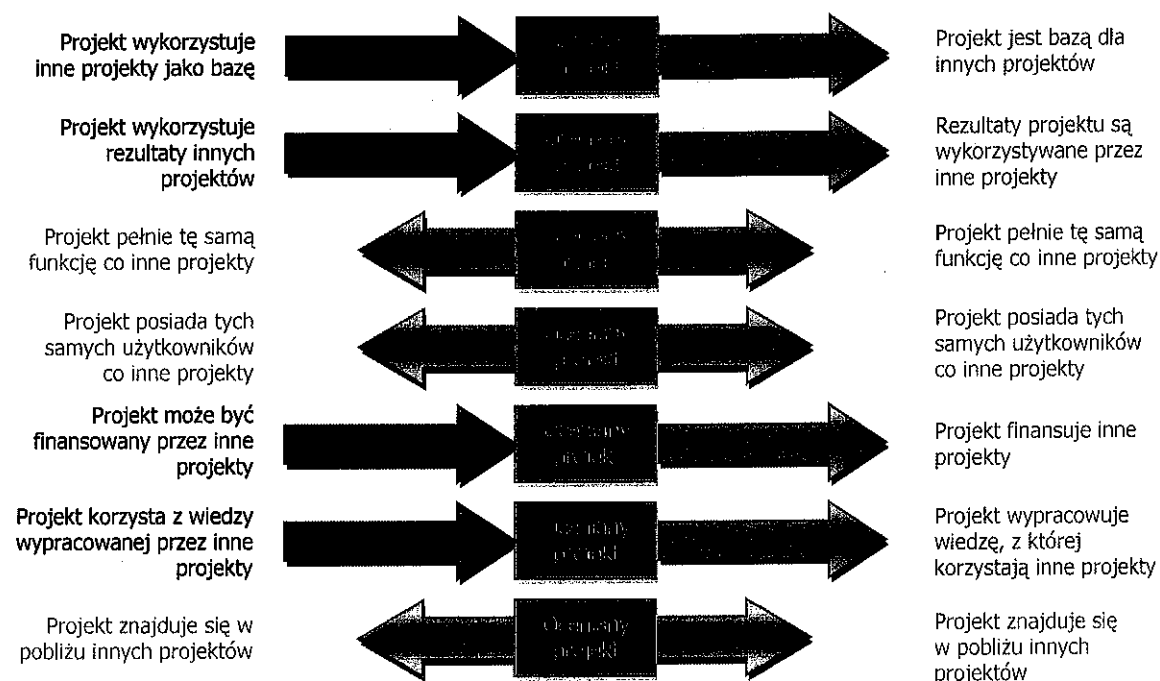 Projekt wykorzystuje
inne projekty jako bazę
Projekt jest bazą dla
innych projektów
Projekt wykorzystuje
rezultaty innych
projektów
Rezultaty projektu są
wykorzystywane przez
inne projekty
Projekt pełnie tę samą
funkcję co inne projekty
Projekt pełnie tę samą
funkcję co inne projekty
Projekt posiada tych
samych użytkowników
co inne projekty
Projekt posiada tych
samych użytkowników
co inne projekty
Projekt może być
finansowany przez inne
projekty
Projekt finansuje inne
projekty
Projekt korzysta z wiedzy
wypracowanej przez inne
projekty
Projekt wypracowuje
wiedzę, z której
korzystają inne projekty
Projekt znajduje się w
pobliżu innych projektów
Oceniany
projekt
Projekt znajduje się
w pobliżu innych
projektów